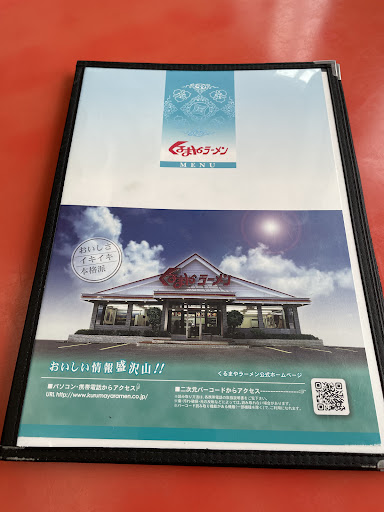 くるまやラーメン
MENU
おいしさ
イキイキ
本格派
くるまやラーメン
おいしい情報盛沢山!!
くるまやラーメン公式ホームページ
■パソコン・携帯電話からアクセス
URL http://www.kurumayaramen.co.jp/
■二次元バーコードからアクセス